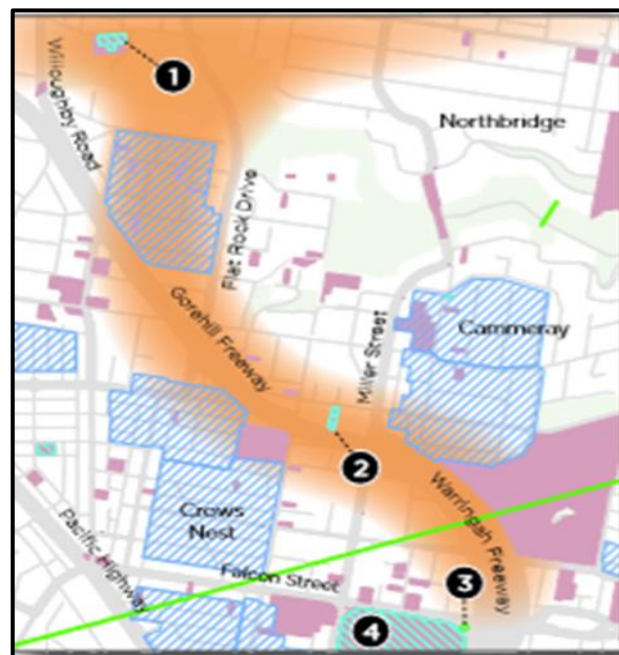 1
Willoughby Road
Northbridge
Flat Rock Drive
Gorehill Freeway
Miller Street
Cammeray
2
Warringah Freeway
Crows
Nest
Pacific Highway
Falcon Street
3
4